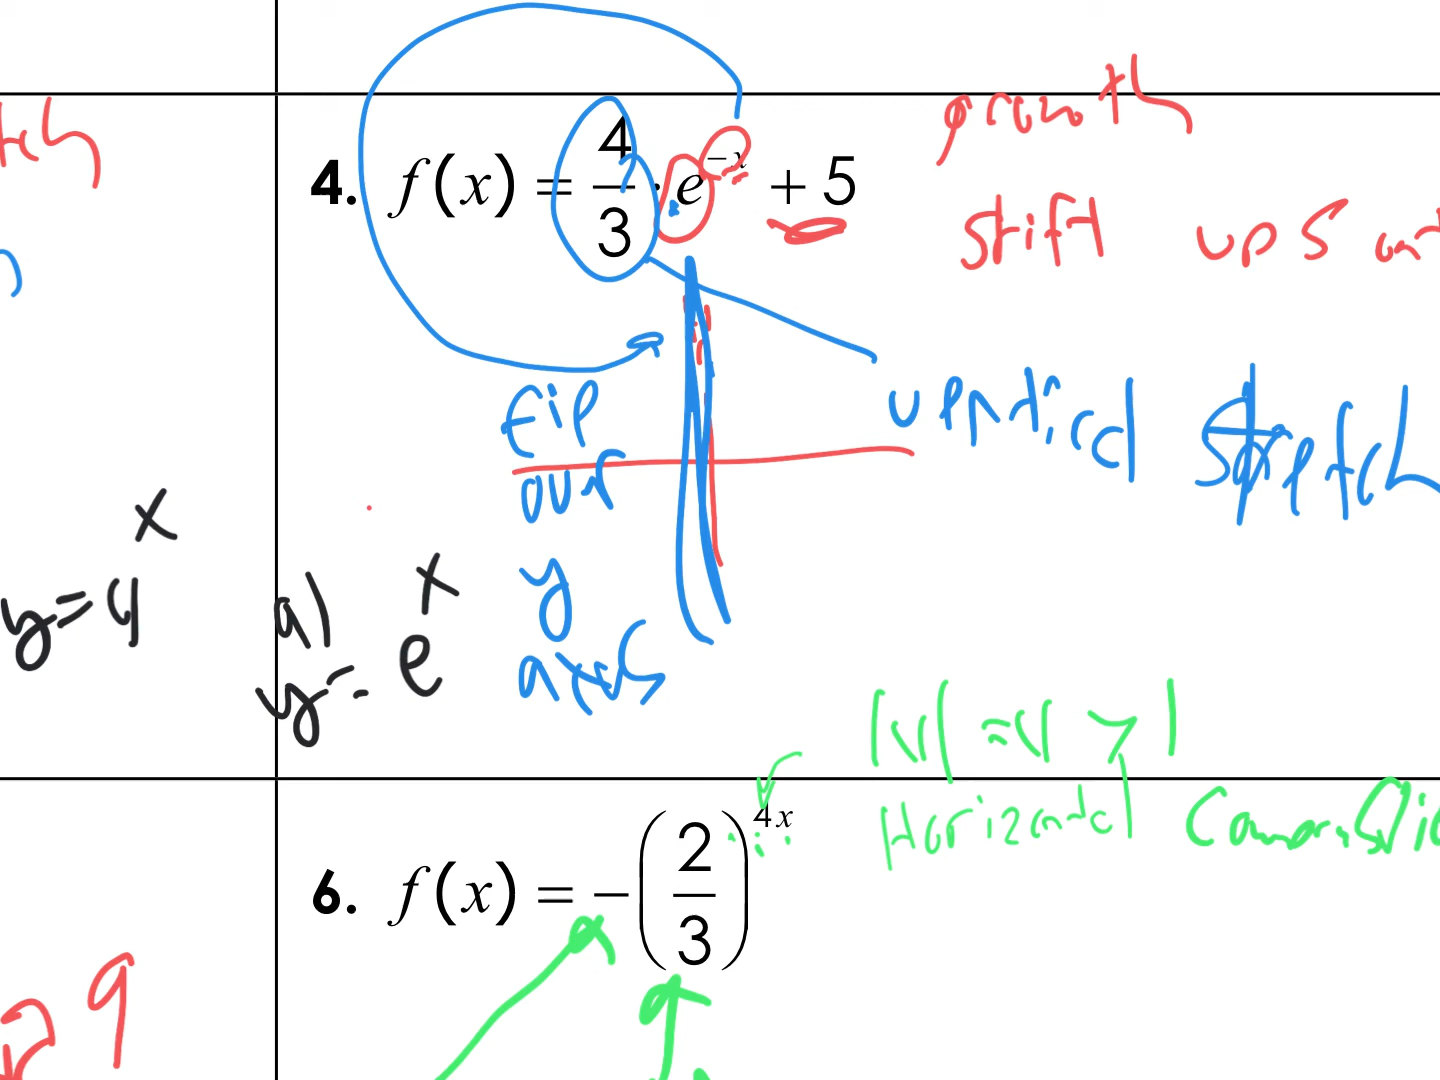 growth
4. f(x) = 4/3 · e^{-x} + 5
shift up 5
vertical stretch
flip
over
y
axis
y = 4^x
a)
y = e^x
|4| = 4 > 1
Horizontal
6. f(x) = -(2/3)^{4x}
9